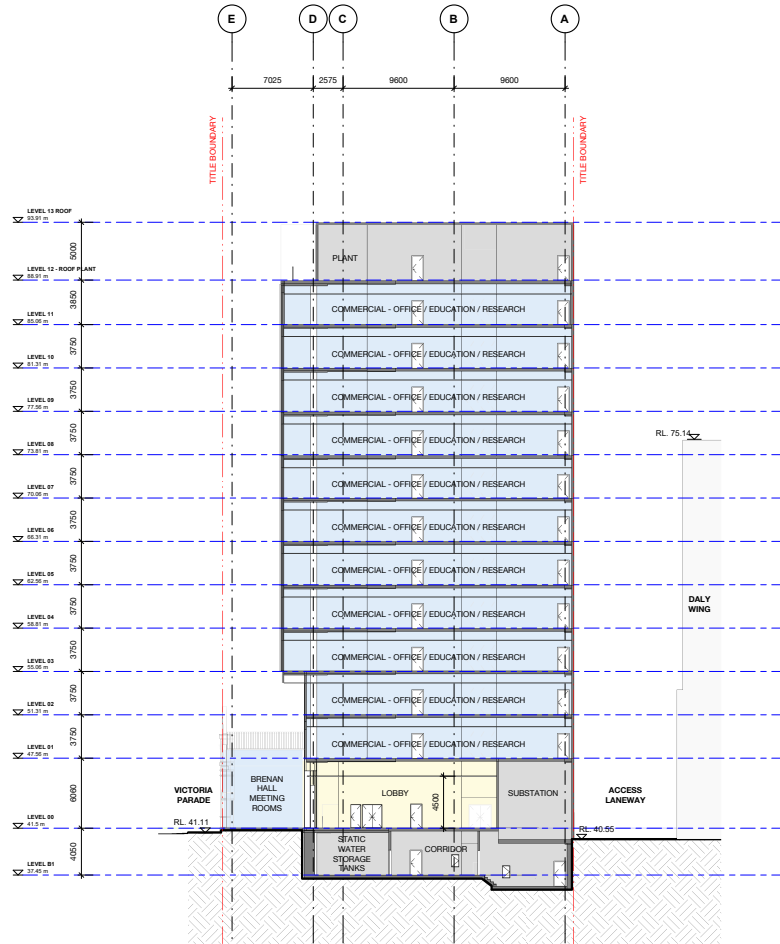 E D C B A
7025 2575 9600 9600
TITLE BOUNDARY
TITLE BOUNDARY
LEVEL 13 ROOF
93.91 m
5000
PLANT
LEVEL 12 - ROOF PLANT
88.91 m
3850
COMMERCIAL - OFFICE / EDUCATION / RESEARCH
LEVEL 11
85.06 m
3750
COMMERCIAL - OFFICE / EDUCATION / RESEARCH
LEVEL 10
81.31 m
3750
COMMERCIAL - OFFICE / EDUCATION / RESEARCH
LEVEL 09
77.56 m
3750
COMMERCIAL - OFFICE / EDUCATION / RESEARCH
RL. 75.14
LEVEL 08
73.81 m
3750
COMMERCIAL - OFFICE / EDUCATION / RESEARCH
LEVEL 07
70.06 m
3750
COMMERCIAL - OFFICE / EDUCATION / RESEARCH
LEVEL 06
66.31 m
3750
COMMERCIAL - OFFICE / EDUCATION / RESEARCH
LEVEL 05
62.56 m
3750
COMMERCIAL - OFFICE / EDUCATION / RESEARCH
DALY
WING
LEVEL 04
58.81 m
3750
COMMERCIAL - OFFICE / EDUCATION / RESEARCH
LEVEL 03
55.06 m
3750
COMMERCIAL - OFFICE / EDUCATION / RESEARCH
LEVEL 02
51.31 m
3750
COMMERCIAL - OFFICE / EDUCATION / RESEARCH
LEVEL 01
47.56 m
6060
BRENAN
HALL
MEETING
ROOMS
LOBBY
4500
SUBSTATION
VICTORIA
PARADE
ACCESS
LANEWAY
LEVEL 00
41.5 m
RL. 41.11
RL. 40.55
4050
STATIC
WATER
STORAGE
TANKS
CORRIDOR
LEVEL B1
37.45 m